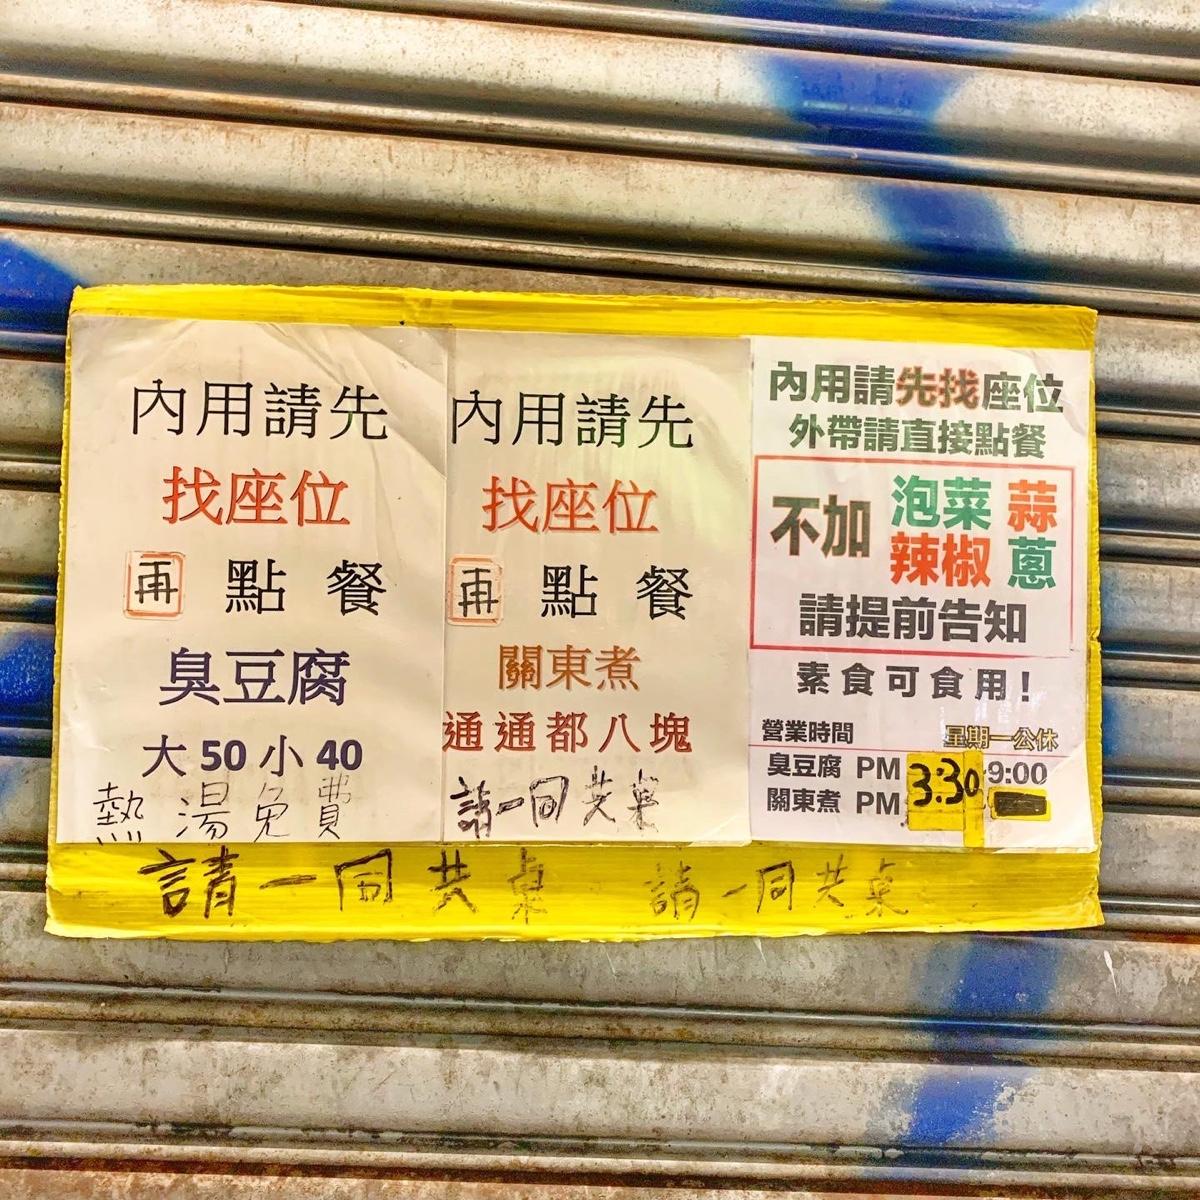 內用請先
找座位
再 點 餐
臭豆腐
大 50 小 40
熱 湯 免 費
內用請先
找座位
再 點 餐
關東煮
通通都八塊
請一同共桌
內用請先找座位
外帶請直接點餐
不加 泡菜 蒜
辣椒 蔥
請提前告知
素食可食用!
營業時間 星期一公休
臭豆腐 PM 3:30~9:00
關東煮 PM
請一同共桌 請一同共桌